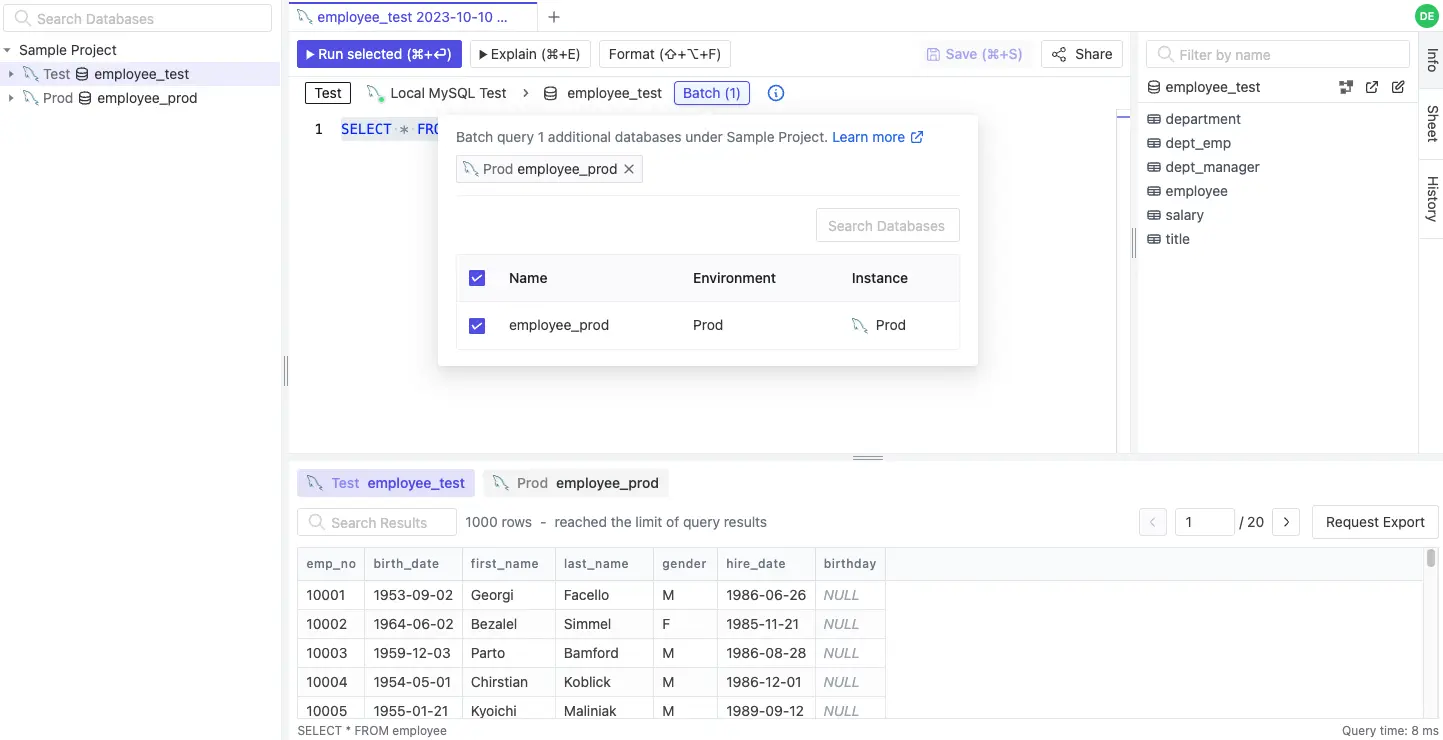 Search Databases
Sample Project
Test employee_test
Prod employee_prod
employee_test 2023-10-10 ...
Run selected (⌘+⏎)
Explain (⌘+E)
Format (⇧+⌥+F)
Save (⌘+S)
Share
DE
Test
Local MySQL Test
employee_test
Batch (1)
1
SELECT * FRO
Batch query 1 additional databases under Sample Project. Learn more
Prod employee_prod
Search Databases
Name Environment Instance
employee_prod Prod Prod
Filter by name
employee_test
department
dept_emp
dept_manager
employee
salary
title
Info
Sheet
History
Test employee_test
Prod employee_prod
Search Results
1000 rows - reached the limit of query results
1 / 20
Request Export
emp_no birth_date first_name last_name gender hire_date birthday
10001 1953-09-02 Georgi Facello M 1986-06-26 NULL
10002 1964-06-02 Bezalel Simmel F 1985-11-21 NULL
10003 1959-12-03 Parto Bamford M 1986-08-28 NULL
10004 1954-05-01 Chirstian Koblick M 1986-12-01 NULL
10005 1955-01-21 Kyoichi Maliniak M 1989-09-12 NULL
SELECT * FROM employee
Query time: 8 ms